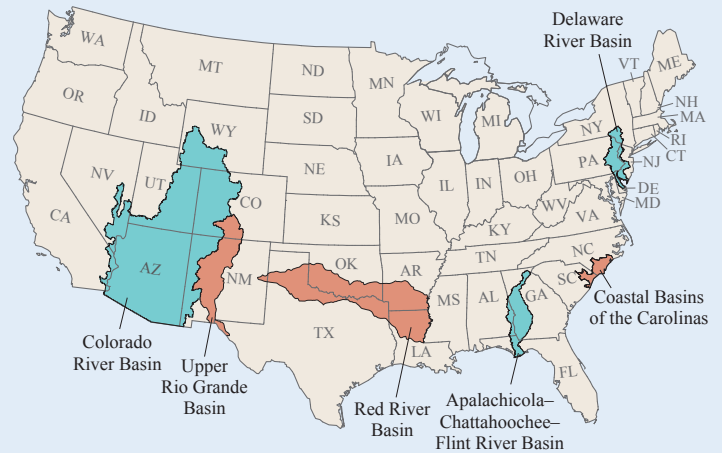 Delaware
River Basin
WA
MT
ND
MN
VT
ME
OR
ID
SD
WI
MI
NY
NH
MA
RI
CT
WY
NE
IA
PA
NJ
NV
UT
CO
IL
IN
OH
DE
MD
CA
KS
MO
WV
VA
KY
AZ
NM
OK
AR
TN
NC
SC
MS
AL
GA
Coastal Basins
of the Carolinas
TX
LA
FL
Colorado
River Basin
Upper
Rio Grande
Basin
Red River
Basin
Apalachicola–
Chattahoochee–
Flint River Basin